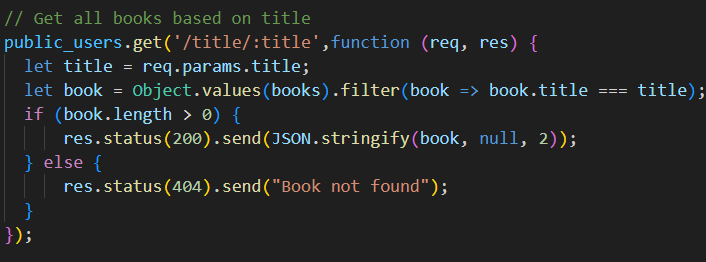 // Get all books based on title
public_users.get('/title/:title',function (req, res) {
  let title = req.params.title;
  let book = Object.values(books).filter(book => book.title === title);
  if (book.length > 0) {
      res.status(200).send(JSON.stringify(book, null, 2));
  } else {
      res.status(404).send("Book not found");
  }
});